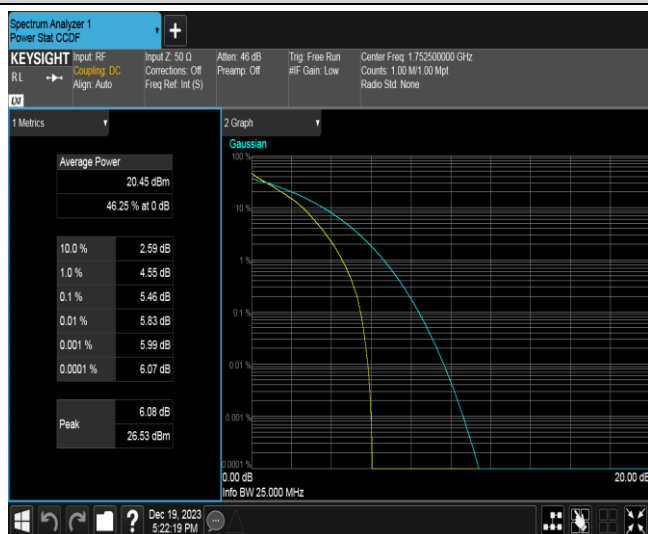 Spectrum Analyzer 1
Power Stat CCDF
KEYSIGHT
RL
LXI
Input: RF
Coupling: DC
Align: Auto
Input Z: 50 Ω
Corrections: Off
Freq Ref: Int (S)
Atten: 46 dB
Preamp: Off
Trig: Free Run
#IF Gain: Low
Center Freq: 1.752500000 GHz
Counts: 1.00 M/1.00 Mpt
Radio Std: None
1 Metrics
Average Power
20.45 dBm
46.25 % at 0 dB
10.0 % 2.59 dB
1.0 % 4.55 dB
0.1 % 5.46 dB
0.01 % 5.83 dB
0.001 % 5.99 dB
0.0001 % 6.07 dB
Peak
6.08 dB
26.53 dBm
2 Graph
Gaussian
100 %
10 %
1 %
0.1 %
0.01 %
0.001 %
0.0001 %
0.00 dB
20.00 dB
Info BW 25.000 MHz
?
Dec 19, 2023
5:22:19 PM